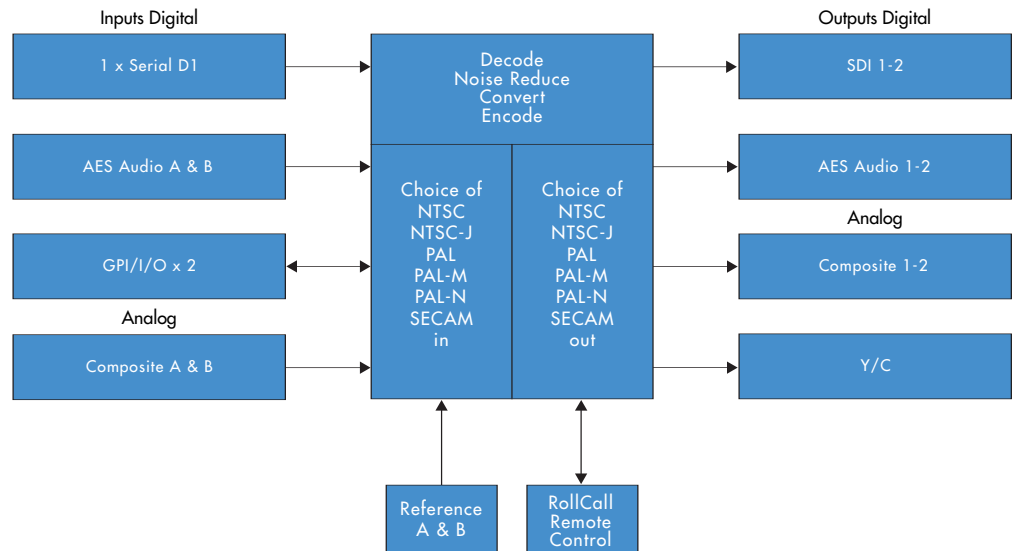 Inputs Digital
1 x Serial D1
AES Audio A & B
GPI/I/O x 2
Analog
Composite A & B
Decode
Noise Reduce
Convert
Encode
Choice of
NTSC
NTSC-J
PAL
PAL-M
PAL-N
SECAM
in
Choice of
NTSC
NTSC-J
PAL
PAL-M
PAL-N
SECAM
out
Outputs Digital
SDI 1-2
AES Audio 1-2
Analog
Composite 1-2
Y/C
Reference
A & B
RollCall
Remote
Control